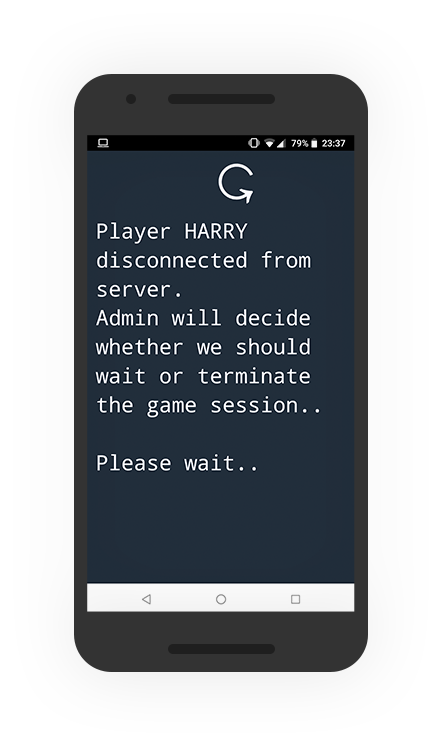 79% 23:37
Player HARRY
disconnected from
server.
Admin will decide
whether we should
wait or terminate
the game session..
Please wait..